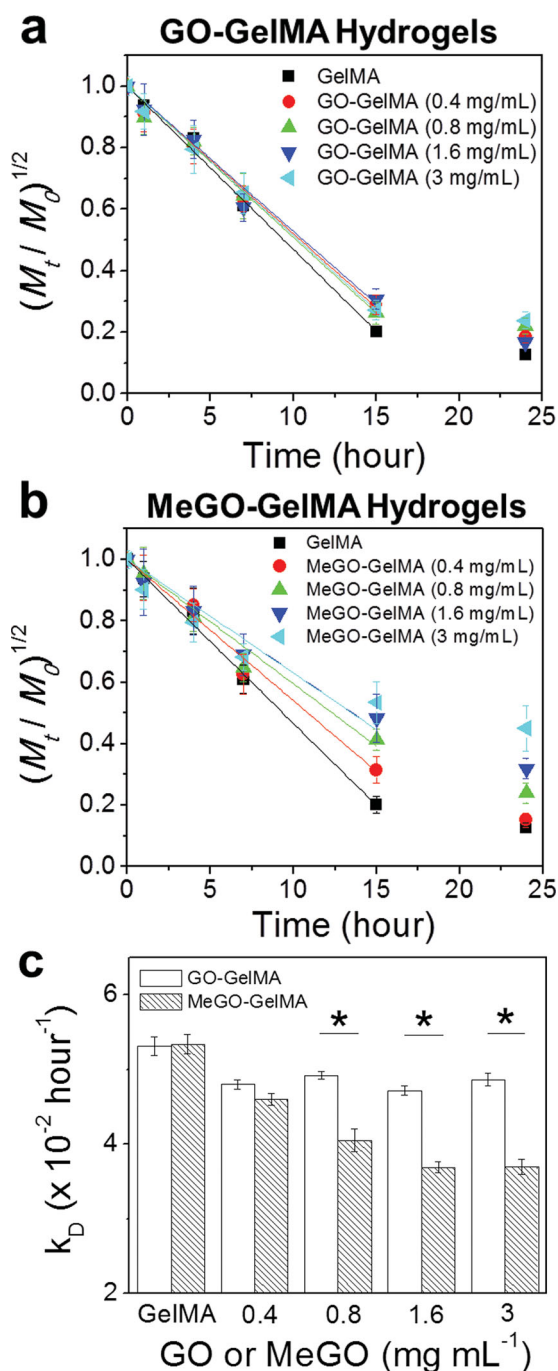 a
GO-GelMA Hydrogels
GelMA
GO-GelMA (0.4 mg/mL)
GO-GelMA (0.8 mg/mL)
GO-GelMA (1.6 mg/mL)
GO-GelMA (3 mg/mL)
1.0
0.8
0.6
0.4
0.2
0.0
(Mt / M0)1/2
0 5 10 15 20 25
Time (hour)
b
MeGO-GelMA Hydrogels
GelMA
MeGO-GelMA (0.4 mg/mL)
MeGO-GelMA (0.8 mg/mL)
MeGO-GelMA (1.6 mg/mL)
MeGO-GelMA (3 mg/mL)
1.0
0.8
0.6
0.4
0.2
0.0
(Mt / M0)1/2
0 5 10 15 20 25
Time (hour)
c
GO-GelMA
MeGO-GelMA
* * *
6
4
2
kD (x 10-2 hour-1)
GelMA 0.4 0.8 1.6 3
GO or MeGO (mg mL-1)